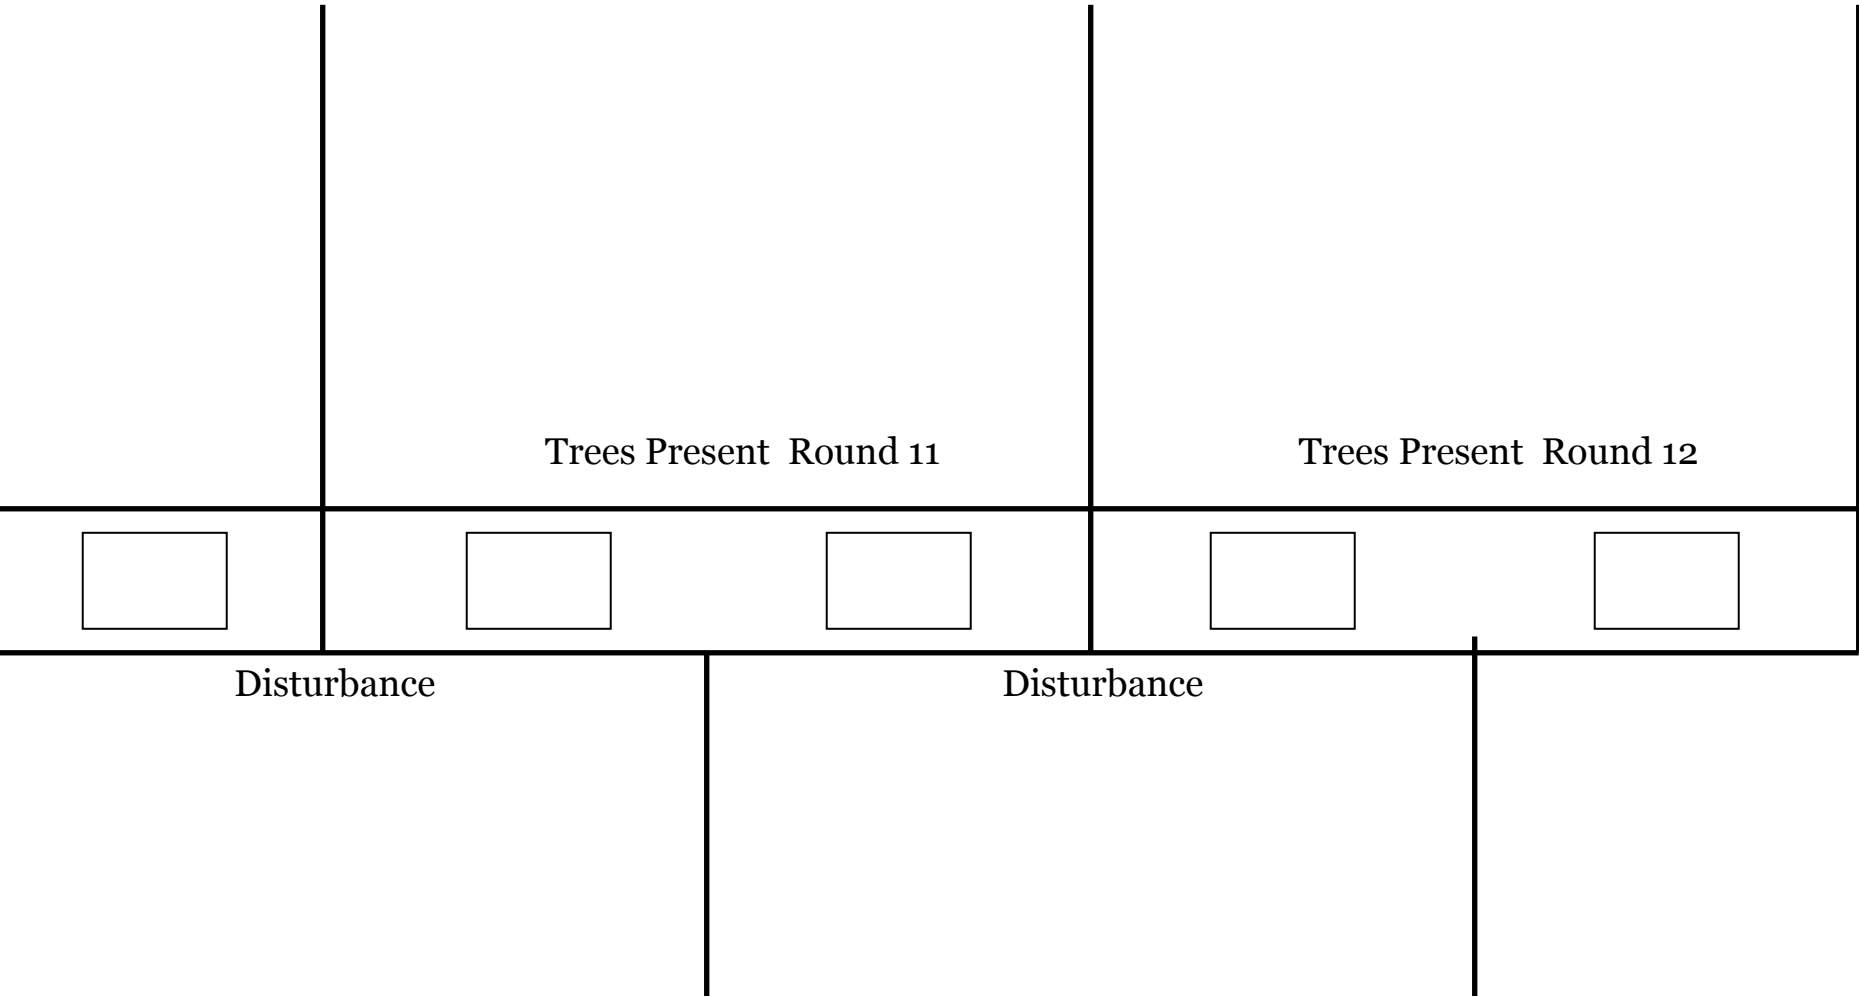 Trees Present  Round 11
Trees Present  Round 12
Disturbance
Disturbance